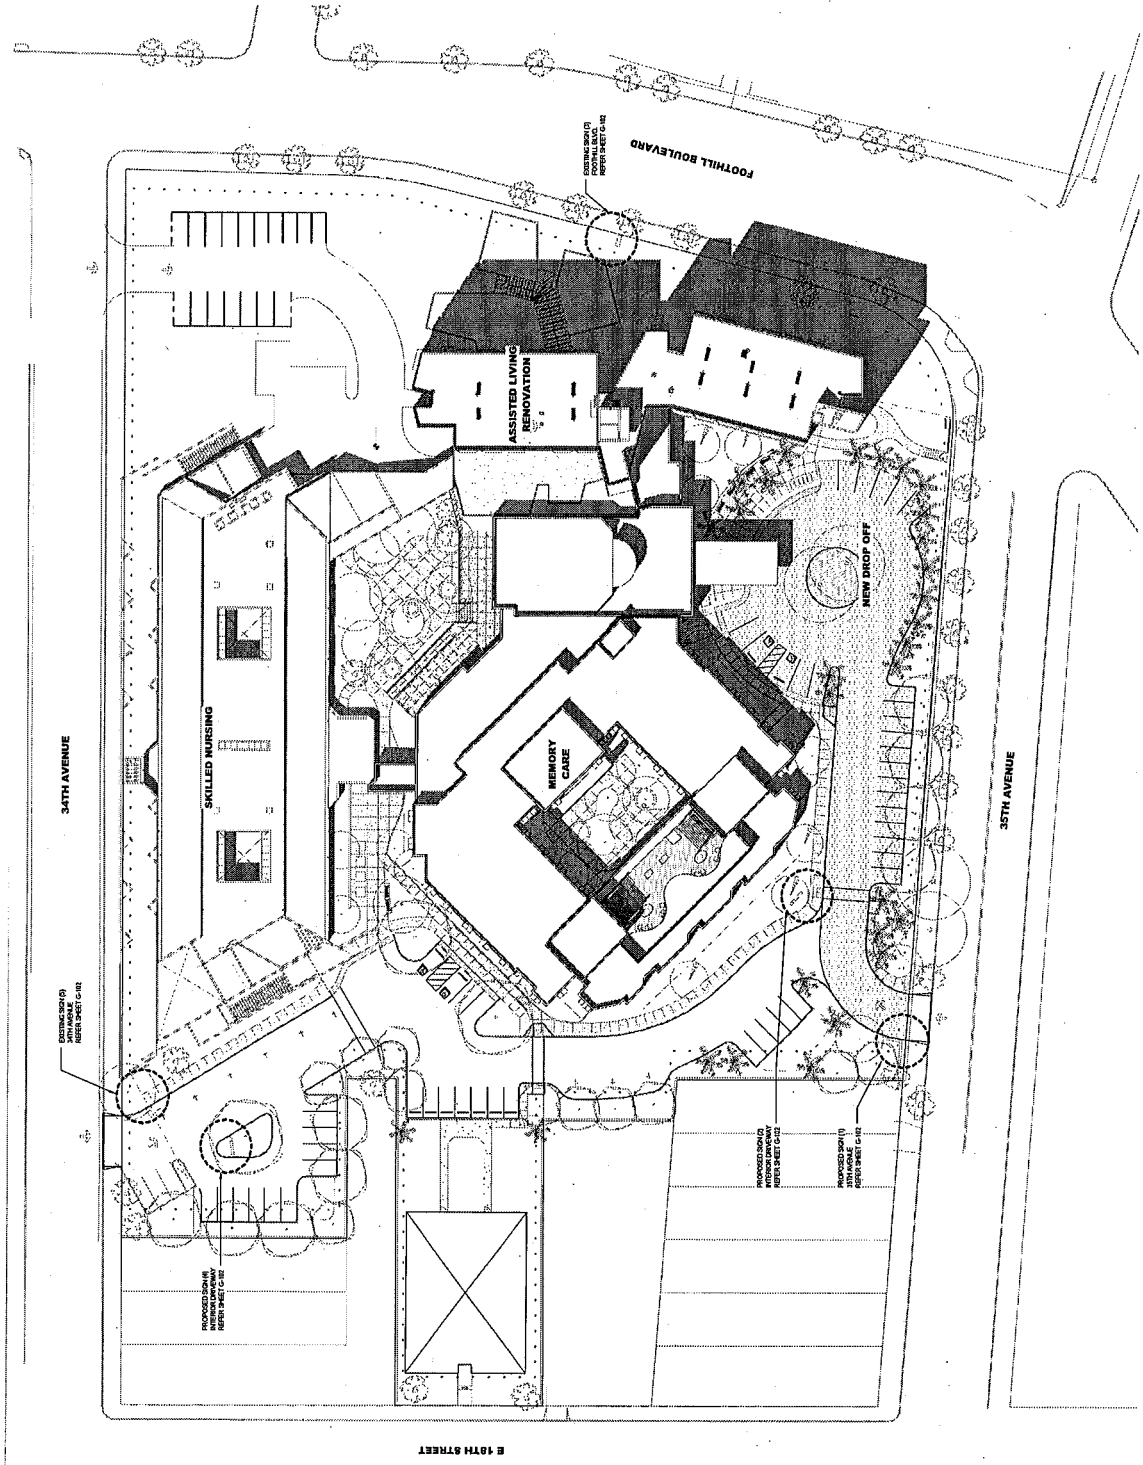 EXISTING SIGN (3)
FOOTHILL BLVD.
REFER SHEET G-102
FOOTHILL BOULEVARD
ASSISTED LIVING
RENOVATION
NEW DROP OFF
SKILLED NURSING
MEMORY
CARE
34TH AVENUE
35TH AVENUE
EXISTING SIGN (5)
34TH AVENUE
REFER SHEET G-102
PROPOSED SIGN (2)
INTERIOR DRIVEWAY
REFER SHEET G-102
PROPOSED SIGN (1)
35TH AVENUE
REFER SHEET G-102
PROPOSED SIGN (4)
INTERIOR DRIVEWAY
REFER SHEET G-102
E 18TH STREET